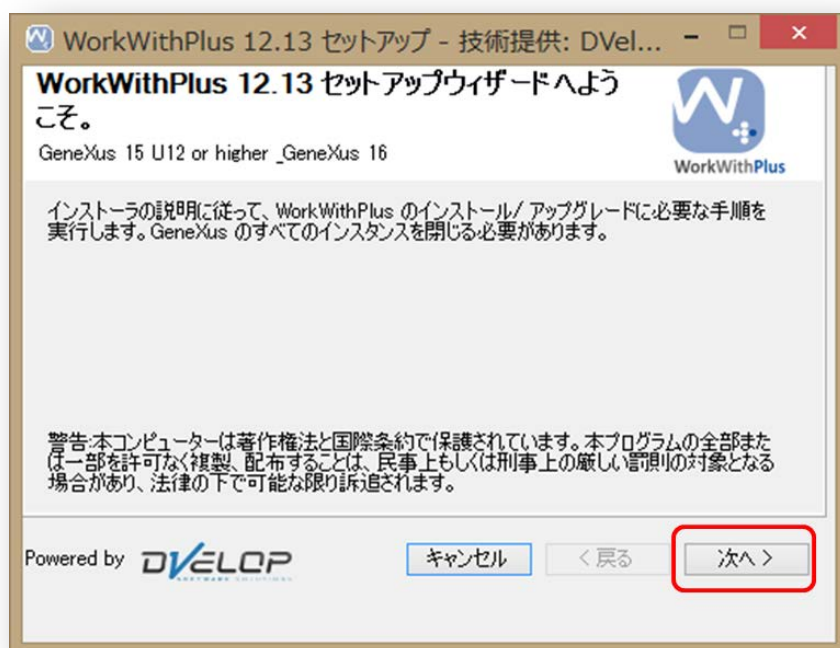 WorkWithPlus 12.13 セットアップ - 技術提供: DVel...
WorkWithPlus 12.13 セットアップウィザードへよう
こそ。
GeneXus 15 U12 or higher _GeneXus 16
WorkWithPlus
インストーラの説明に従って、WorkWithPlus のインストール/ アップグレードに必要な手順を
実行します。GeneXus のすべてのインスタンスを閉じる必要があります。
警告:本コンピューターは著作権法と国際条約で保護されています。本プログラムの全部また
は一部を許可なく複製、配布することは、民事上もしくは刑事上の厳しい罰則の対象となる
場合があり、法律の下で可能な限り訴追されます。
Powered by DVELOP
SOFTWARE SOLUTIONS
キャンセル
< 戻る
次へ >